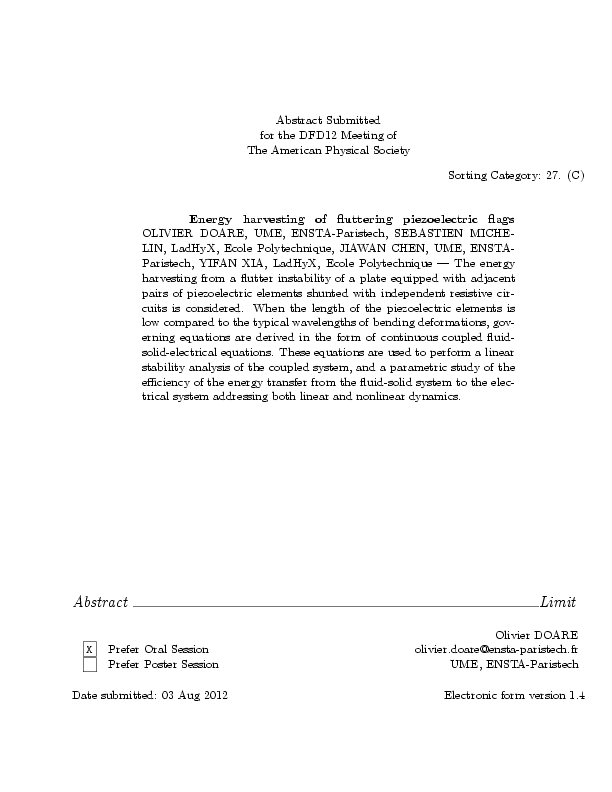 Abstract Submitted
for the DFD12 Meeting of
The American Physical Society
Sorting Category: 27. (C)
Energy harvesting of fluttering piezoelectric flags
OLIVIER DOARE, UME, ENSTA-Paristech, SEBASTIEN MICHE-
LIN, LadHyX, Ecole Polytechnique, JIAWAN CHEN, UME, ENSTA-
Paristech, YIFAN XIA, LadHyX, Ecole Polytechnique — The energy
harvesting from a flutter instability of a plate equipped with adjacent
pairs of piezoelectric elements shunted with independent resistive cir-
cuits is considered. When the length of the piezoelectric elements is
low compared to the typical wavelengths of bending deformations, gov-
erning equations are derived in the form of continuous coupled fluid-
solid-electrical equations. These equations are used to perform a linear
stability analysis of the coupled system, and a parametric study of the
efficiency of the energy transfer from the fluid-solid system to the elec-
trical system addressing both linear and nonlinear dynamics.
Abstract Limit
Olivier DOARE
X Prefer Oral Session olivier.doare@ensta-paristech.fr
Prefer Poster Session UME, ENSTA-Paristech
Date submitted: 03 Aug 2012 Electronic form version 1.4